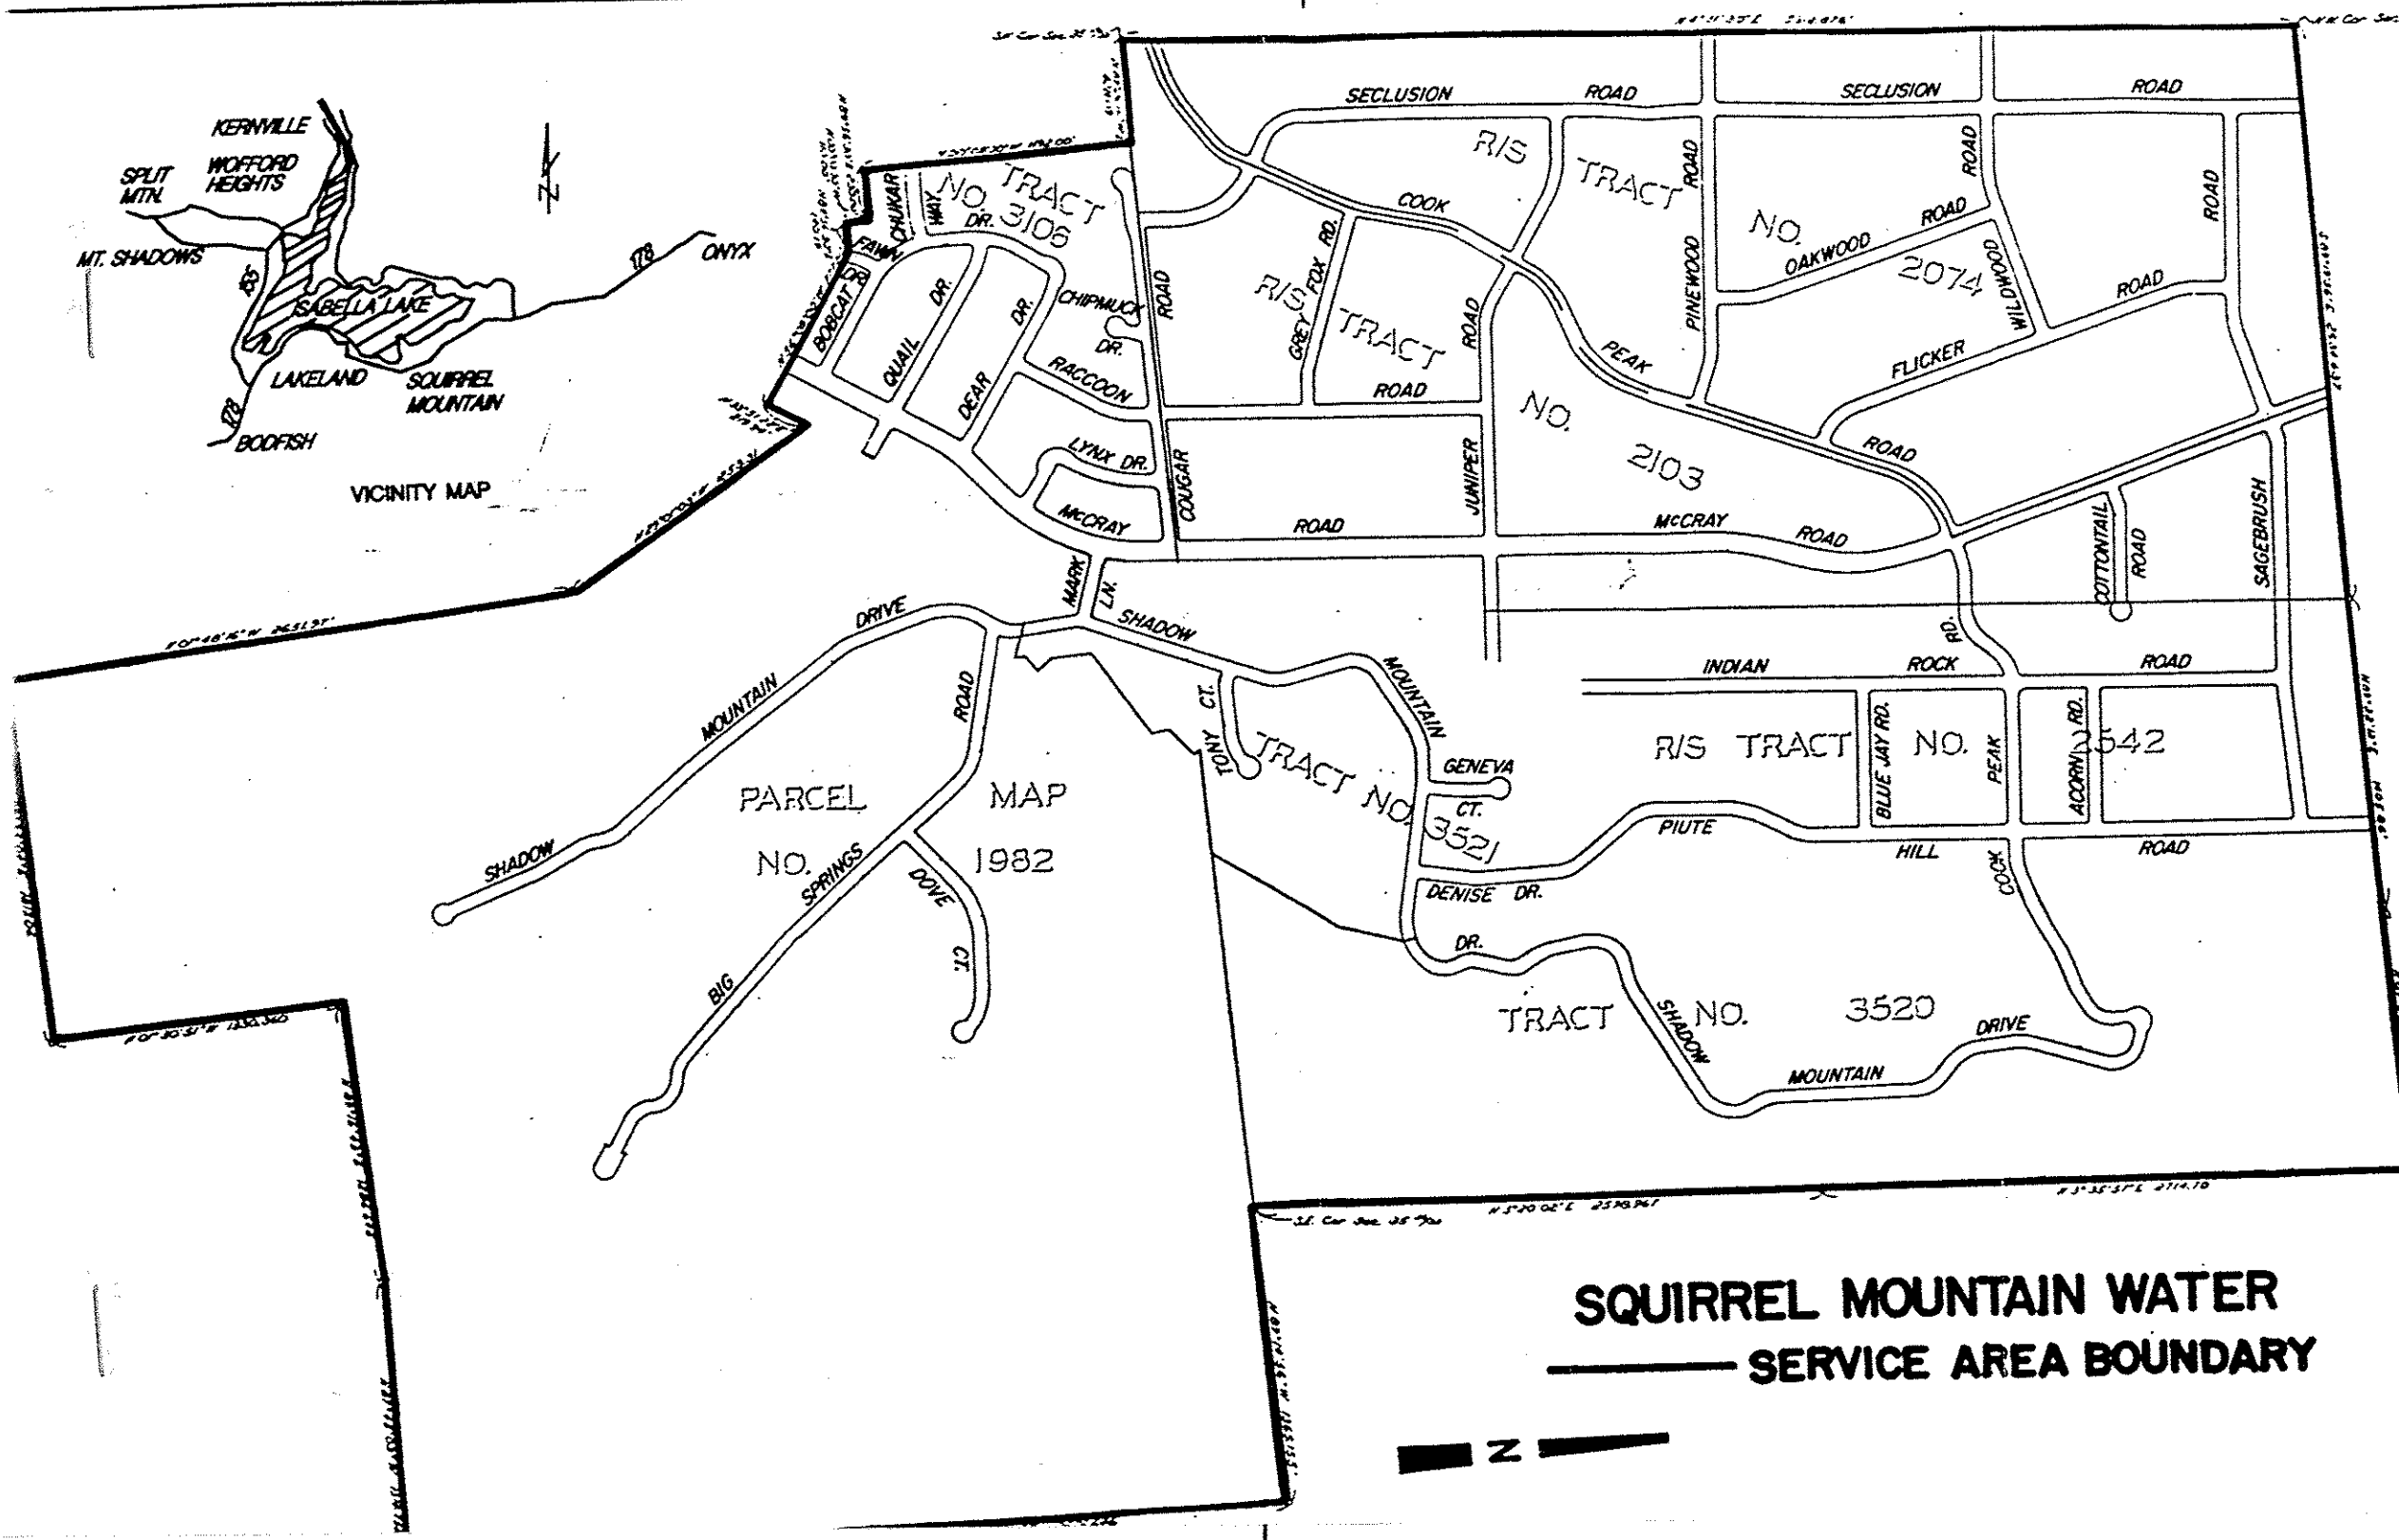 KERNVILLE
SPLIT MTN.
WOFFORD HEIGHTS
MT. SHADOWS
155
ISABELLA LAKE
178
ONYX
LAKELAND
SQUIRREL MOUNTAIN
178
BODFISH
VICINITY MAP
N
SECLUSION ROAD SECLUSION ROAD
R/S TRACT NO. 2074
PINEWOOD ROAD
ROAD
ROAD
OAKWOOD ROAD
WILDWOOD
FLICKER ROAD
COOK PEAK ROAD
GREY FOX RD.
R/S TRACT NO. 2103
JUNIPER ROAD
ROAD
TRACT NO. 3106
CHUKAR WAY
FAWN DR.
BOBCAT DR.
QUAIL DR.
DEAR DR.
CHIPMUCK DR.
RACCOON
LYNX DR.
COUGAR ROAD
McCRAY ROAD McCRAY ROAD
COTTONTAIL ROAD
SAGEBRUSH
MARK LN.
SHADOW MOUNTAIN DRIVE
SHADOW MOUNTAIN
INDIAN ROCK ROAD
RD.
R/S TRACT NO. 2542
BLUE JAY RD.
PEAK
COOK
ACORN RD.
TONY CT.
TRACT NO. 3521
GENEVA CT.
PIUTE HILL ROAD
DENISE DR.
PARCEL MAP
NO. 1982
BIG SPRINGS ROAD
DOVE CT.
DR.
TRACT NO. 3520
SHADOW MOUNTAIN DRIVE
SQUIRREL MOUNTAIN WATER
SERVICE AREA BOUNDARY
N